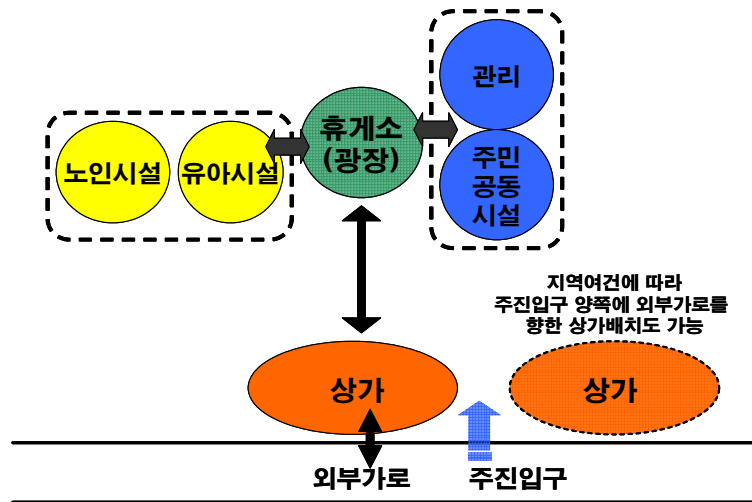 관리
휴게소
(광장)
노인시설
유아시설
주민
공동
시설
지역여건에 따라
주진입구 양쪽에 외부가로를
향한 상가배치도 가능
상가
상가
외부가로
주진입구